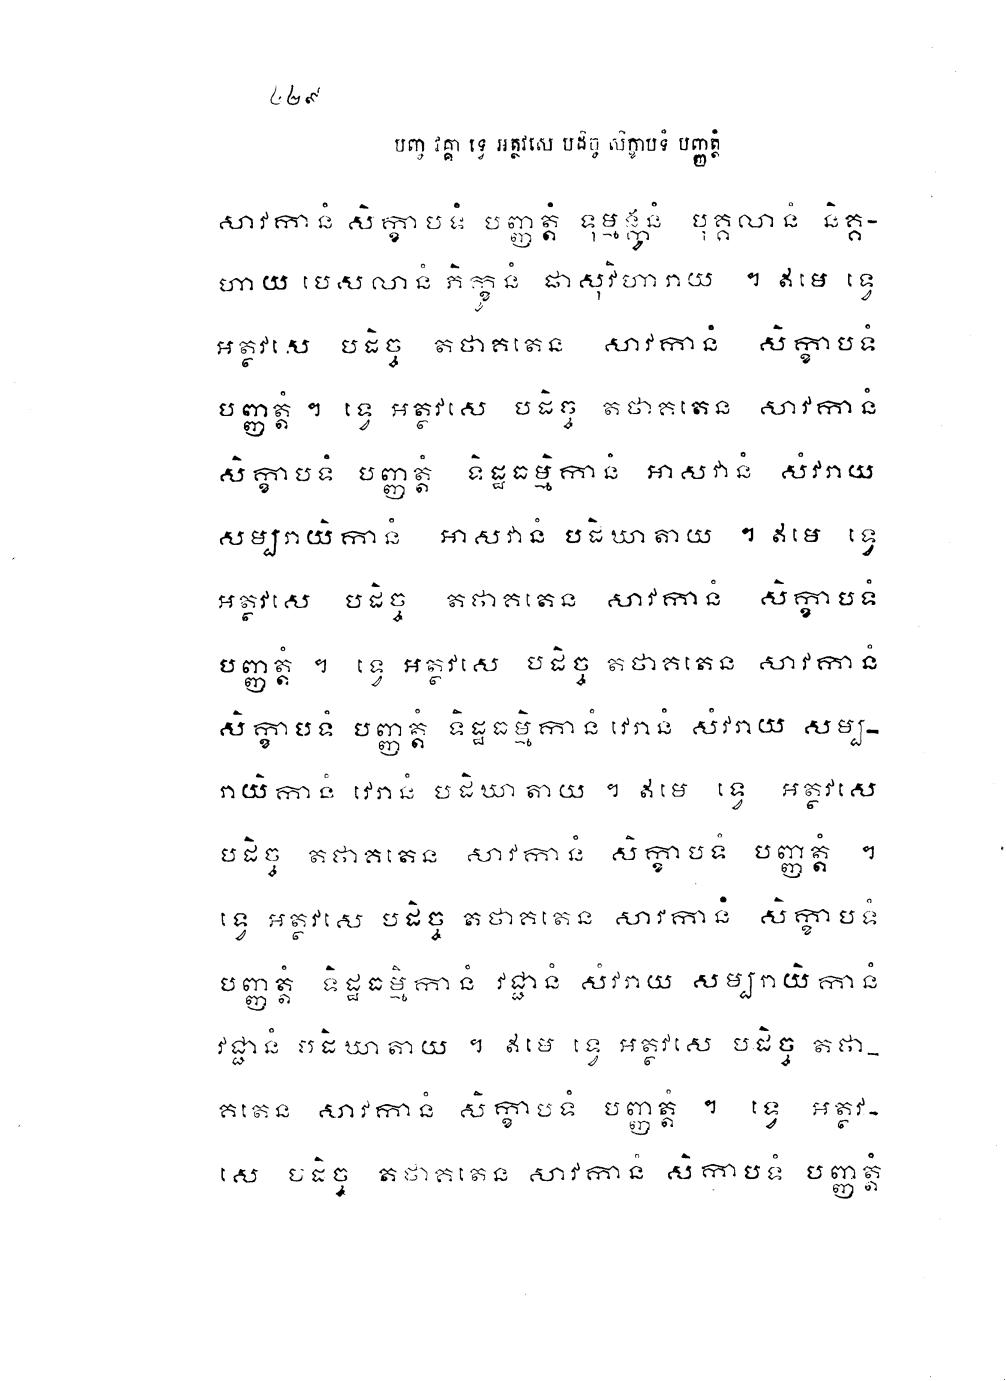 ៤២៩
បញ្ច វគ្គា ទ្វេ អត្ថវសេ បដិច្ច សិក្ខាបទំ បញ្ញត្តំ
សាវកានំ សិក្ខាបទំ បញ្ញត្តំ ទុម្មង្កូនំ បុគ្គលានំ និគ្គ-
ហាយ បេសលានំ ភិក្ខូនំ ផាសុវិហារាយ ។ ឥមេ ទ្វេ
អត្ថវសេ បដិច្ច តថាគតេន សាវកានំ សិក្ខាបទំ
បញ្ញត្តំ ។ ទ្វេ អត្ថវសេ បដិច្ច តថាគតេន សាវកានំ
សិក្ខាបទំ បញ្ញត្តំ ទិដ្ឋធម្មិកានំ អាសវានំ សំវរាយ
សម្បរាយិកានំ អាសវានំ បដិឃាតាយ ។ ឥមេ ទ្វេ
អត្ថវសេ បដិច្ច តថាគតេន សាវកានំ សិក្ខាបទំ
បញ្ញត្តំ ។ ទ្វេ អត្ថវសេ បដិច្ច តថាគតេន សាវកានំ
សិក្ខាបទំ បញ្ញត្តំ ទិដ្ឋធម្មិកានំ វេរានំ សំវរាយ សម្ប-
រាយិកានំ វេរានំ បដិឃាតាយ ។ ឥមេ ទ្វេ អត្ថវសេ
បដិច្ច តថាគតេន សាវកានំ សិក្ខាបទំ បញ្ញត្តំ ។
ទ្វេ អត្ថវសេ បដិច្ច តថាគតេន សាវកានំ សិក្ខាបទំ
បញ្ញត្តំ ទិដ្ឋធម្មិកានំ វជ្ជានំ សំវរាយ សម្បរាយិកានំ
វជ្ជានំ បដិឃាតាយ ។ ឥមេ ទ្វេ អត្ថវសេ បដិច្ច តថា-
គតេន សាវកានំ សិក្ខាបទំ បញ្ញត្តំ ។ ទ្វេ អត្ថវ-
សេ បដិច្ច តថាគតេន សាវកានំ សិកាបទំ បញ្ញត្តំ